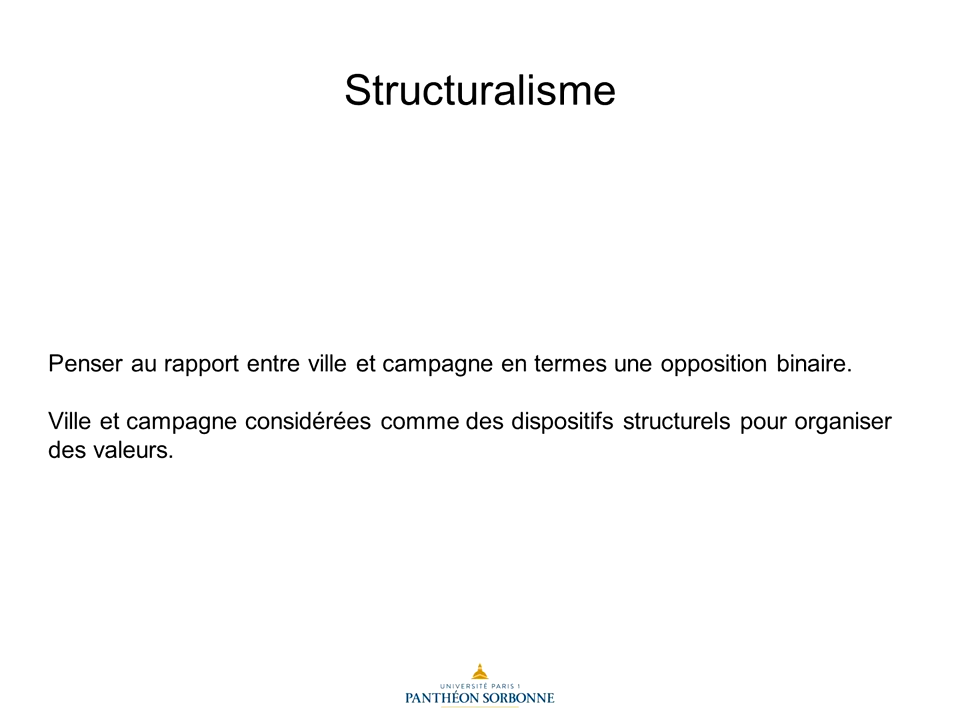 Structuralisme
Penser au rapport entre ville et campagne en termes une opposition binaire.
Ville et campagne considérées comme des dispositifs structurels pour organiser
des valeurs.
UNIVERSITÉ PARIS 1
PANTHÉON SORBONNE